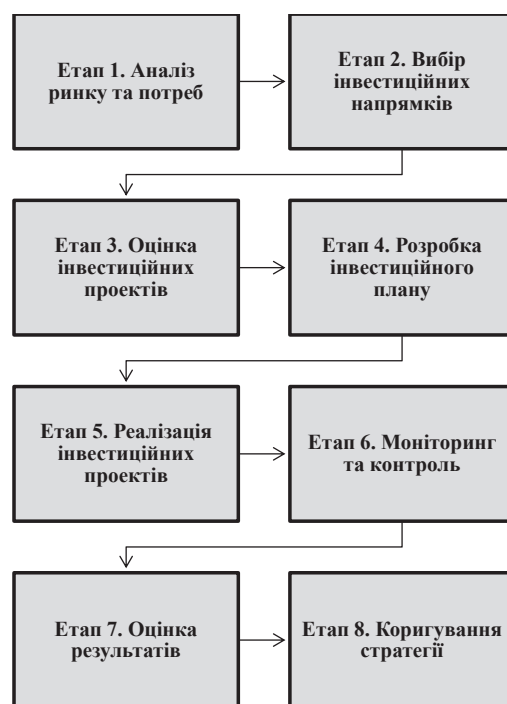 Етап 1. Аналіз
ринку та потреб
Етап 2. Вибір
інвестиційних
напрямків
Етап 3. Оцінка
інвестиційних
проектів
Етап 4. Розробка
інвестиційного
плану
Етап 5. Реалізація
інвестиційних
проектів
Етап 6. Моніторинг
та контроль
Етап 7. Оцінка
результатів
Етап 8. Коригування
стратегії